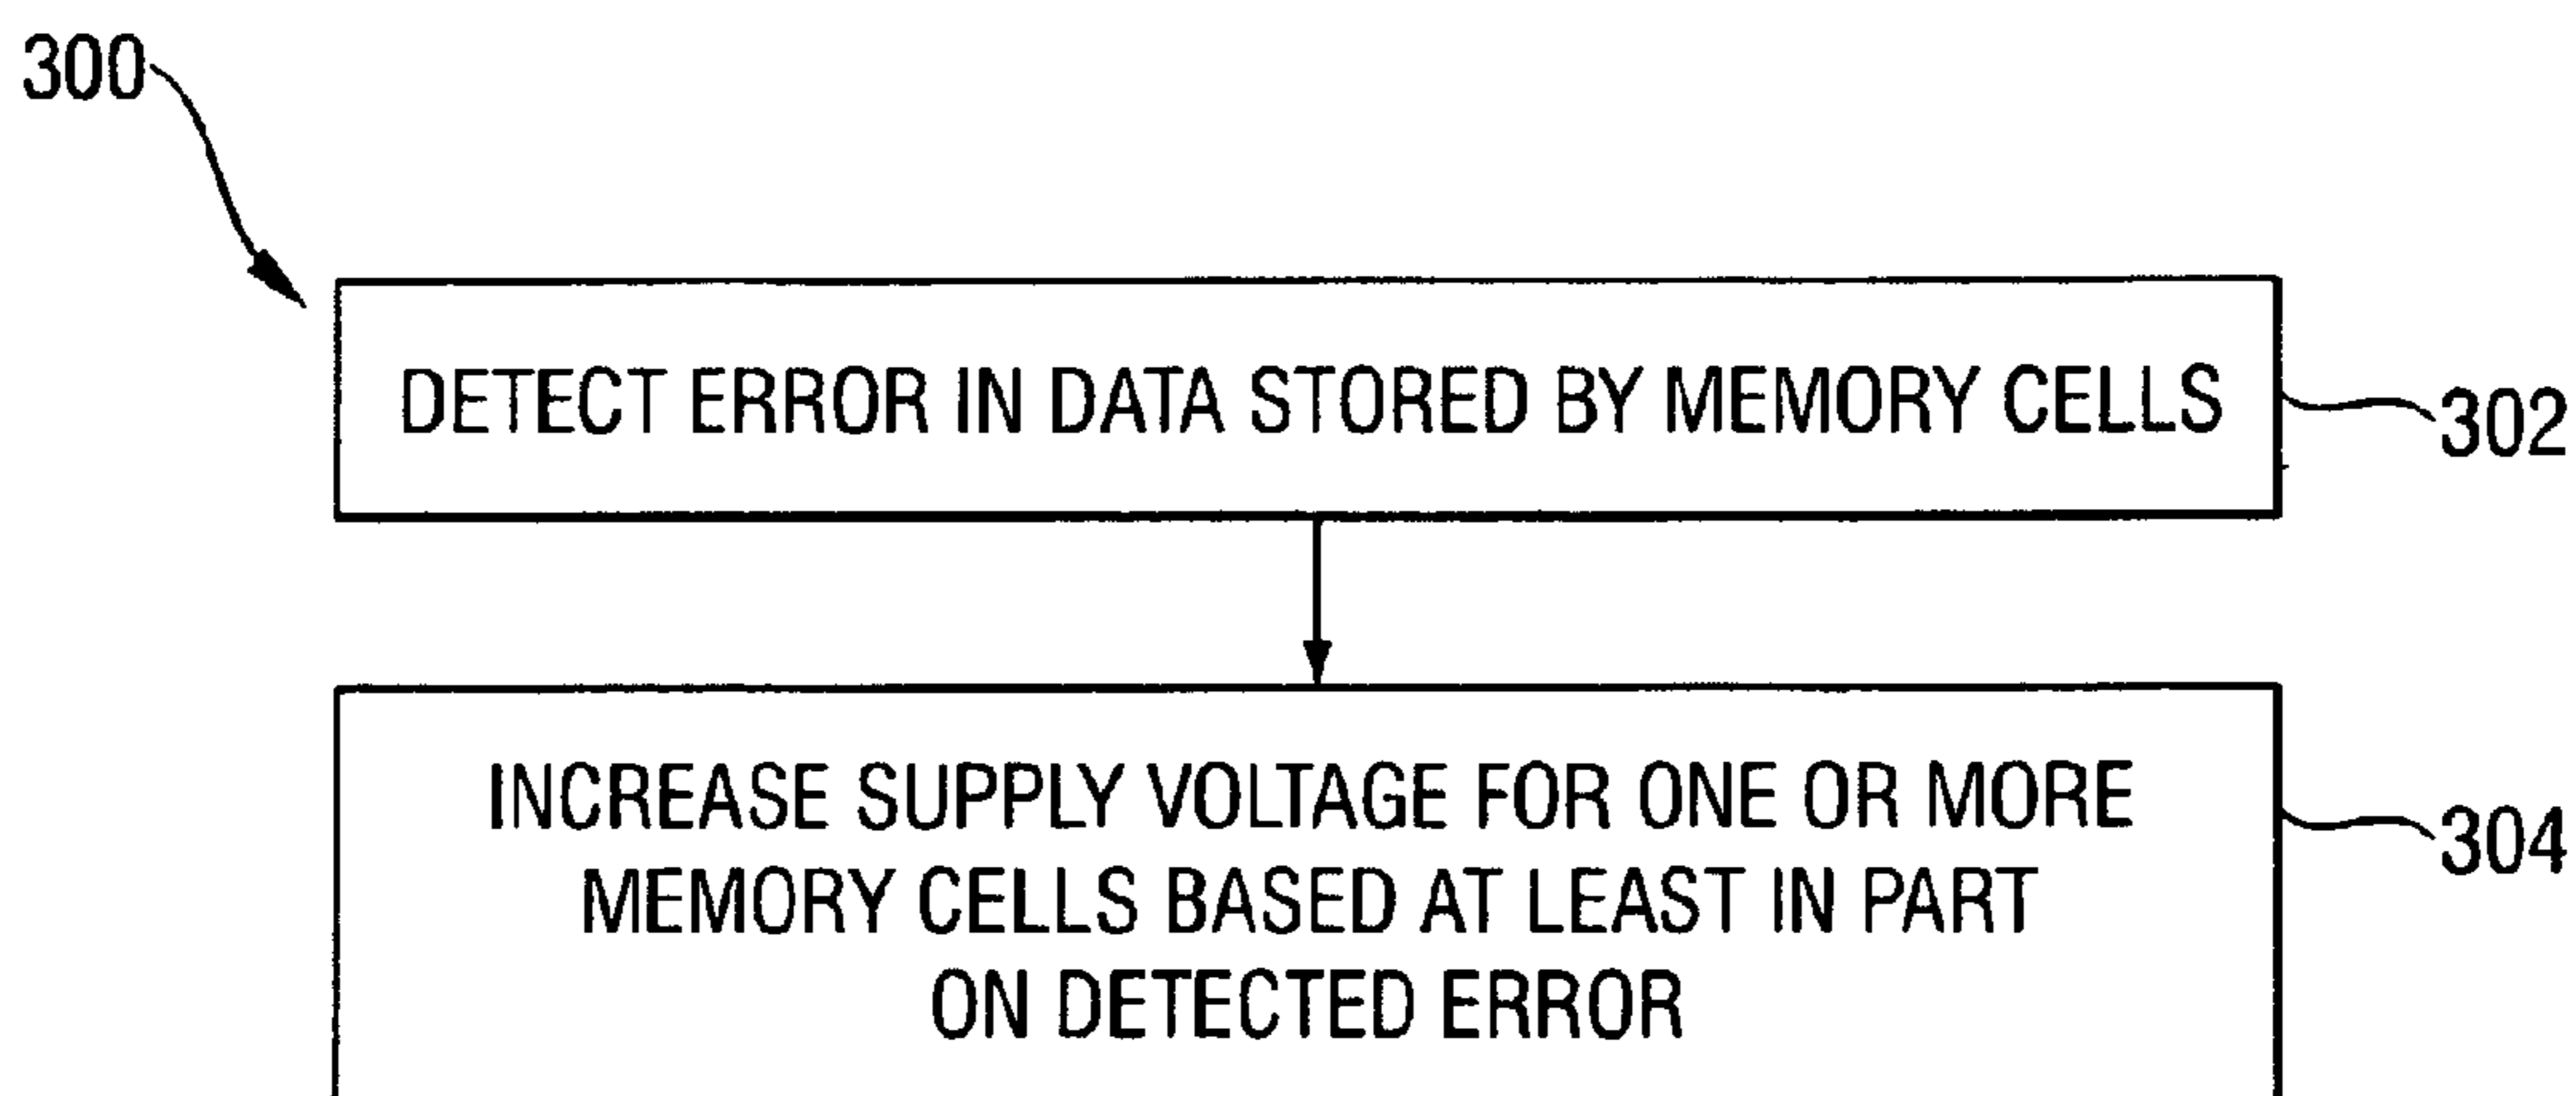 300
DETECT ERROR IN DATA STORED BY MEMORY CELLS
302
INCREASE SUPPLY VOLTAGE FOR ONE OR MORE
MEMORY CELLS BASED AT LEAST IN PART
ON DETECTED ERROR
304